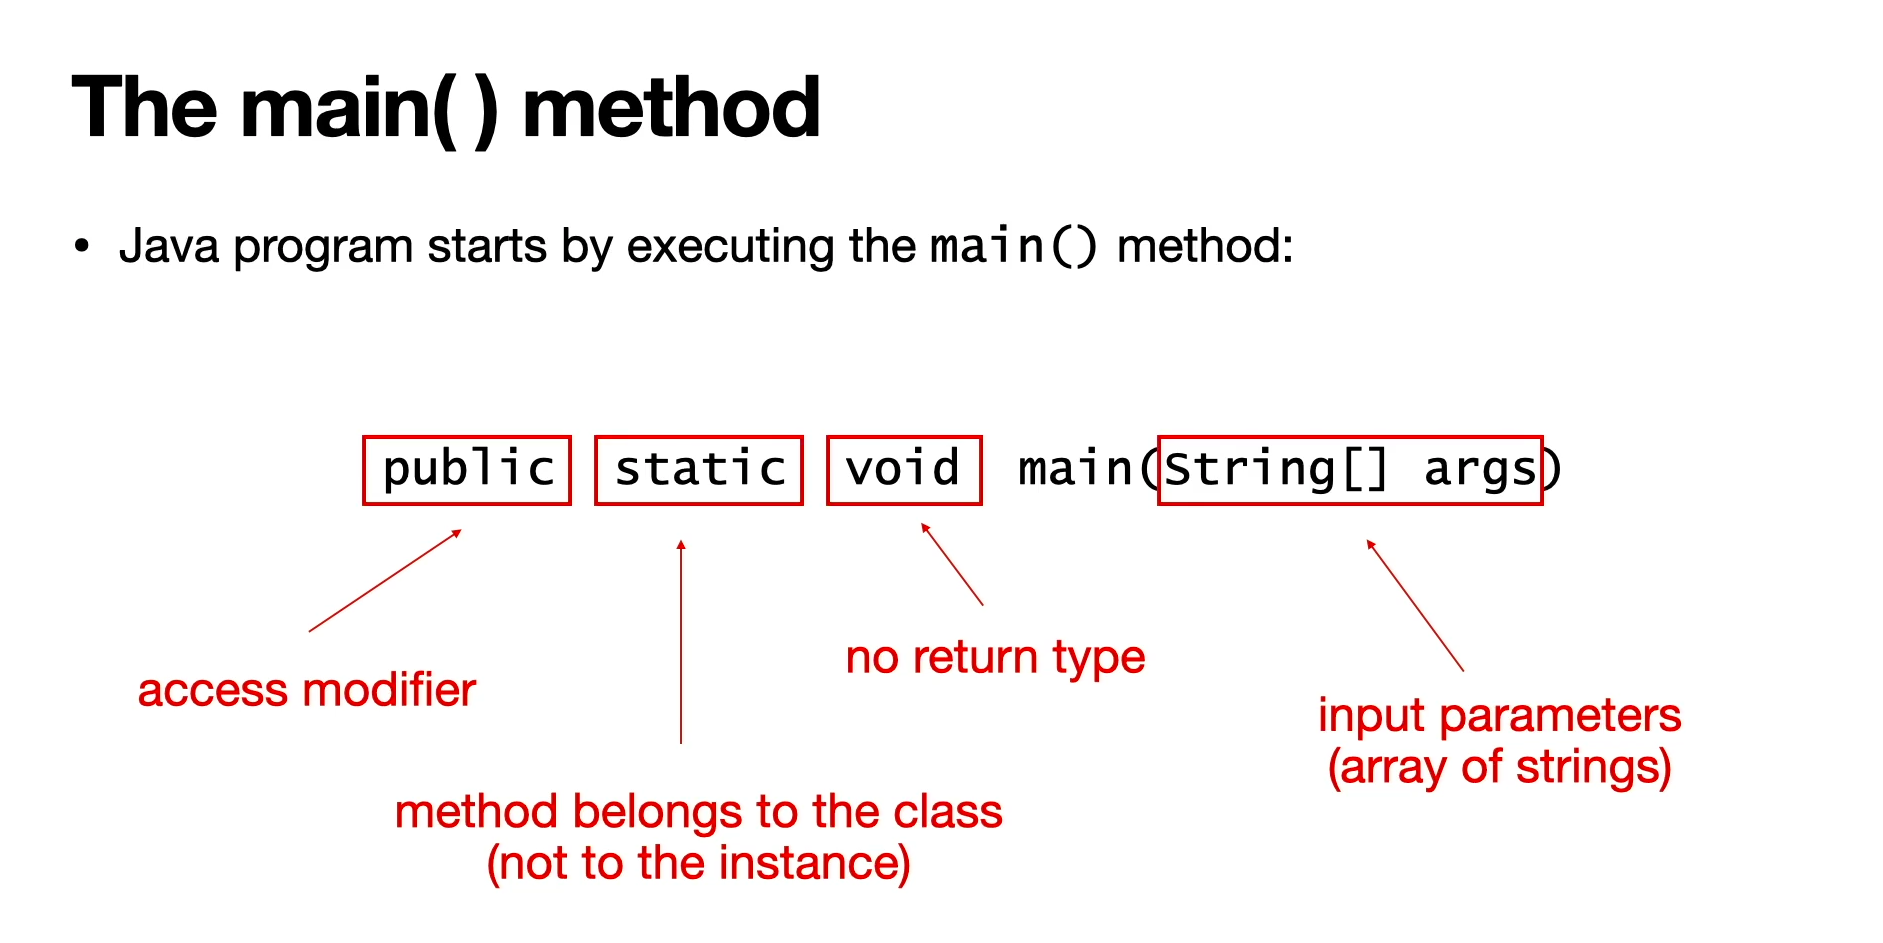 The main( ) method
• Java program starts by executing the main() method:
public static void main(String[] args)
access modifier
method belongs to the class
(not to the instance)
no return type
input parameters
(array of strings)